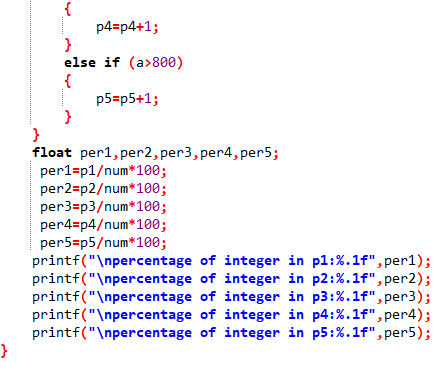 {
p4=p4+1;
}
else if (a>800)
{
p5=p5+1;
}
}
float per1,per2,per3,per4,per5;
per1=p1/num*100;
per2=p2/num*100;
per3=p3/num*100;
per4=p4/num*100;
per5=p5/num*100;
printf("\npercentage of integer in p1:%.1f",per1);
printf("\npercentage of integer in p2:%.1f",per2);
printf("\npercentage of integer in p3:%.1f",per3);
printf("\npercentage of integer in p4:%.1f",per4);
printf("\npercentage of integer in p5:%.1f",per5);
}